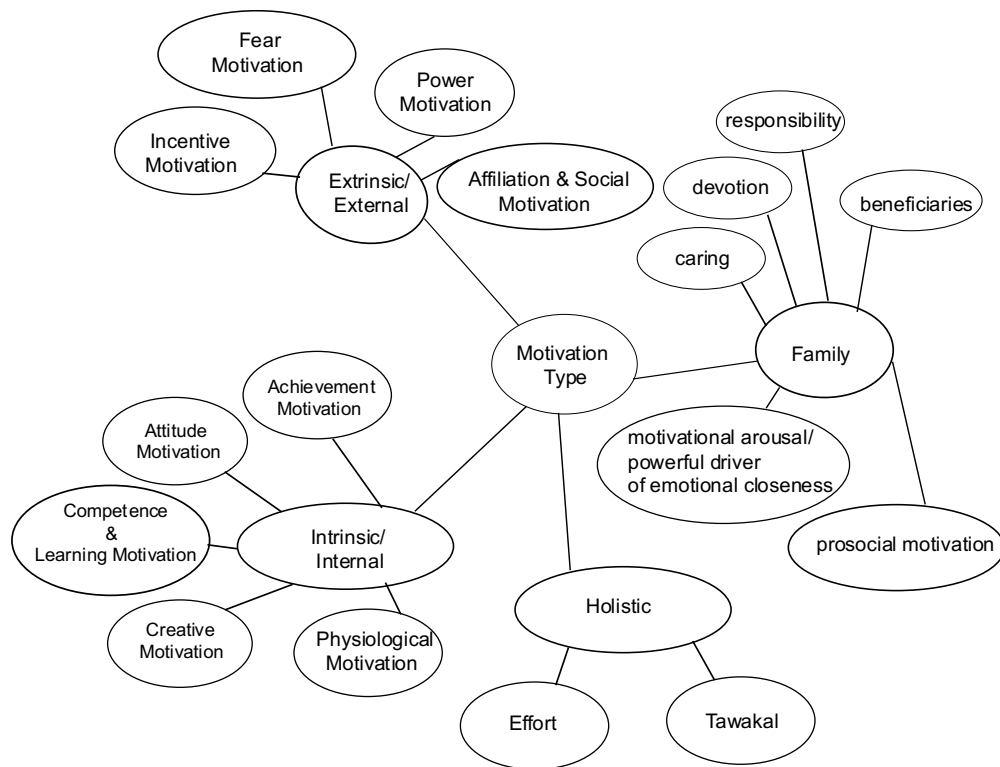 Fear
Motivation
Power
Motivation
Incentive
Motivation
Extrinsic/
External
Affiliation & Social
Motivation
responsibility
devotion
beneficiaries
caring
Motivation
Type
Family
Achievement
Motivation
Attitude
Motivation
motivational arousal/
powerful driver
of emotional closeness
Competence
&
Learning Motivation
Intrinsic/
Internal
prosocial motivation
Holistic
Creative
Motivation
Physiological
Motivation
Effort
Tawakal